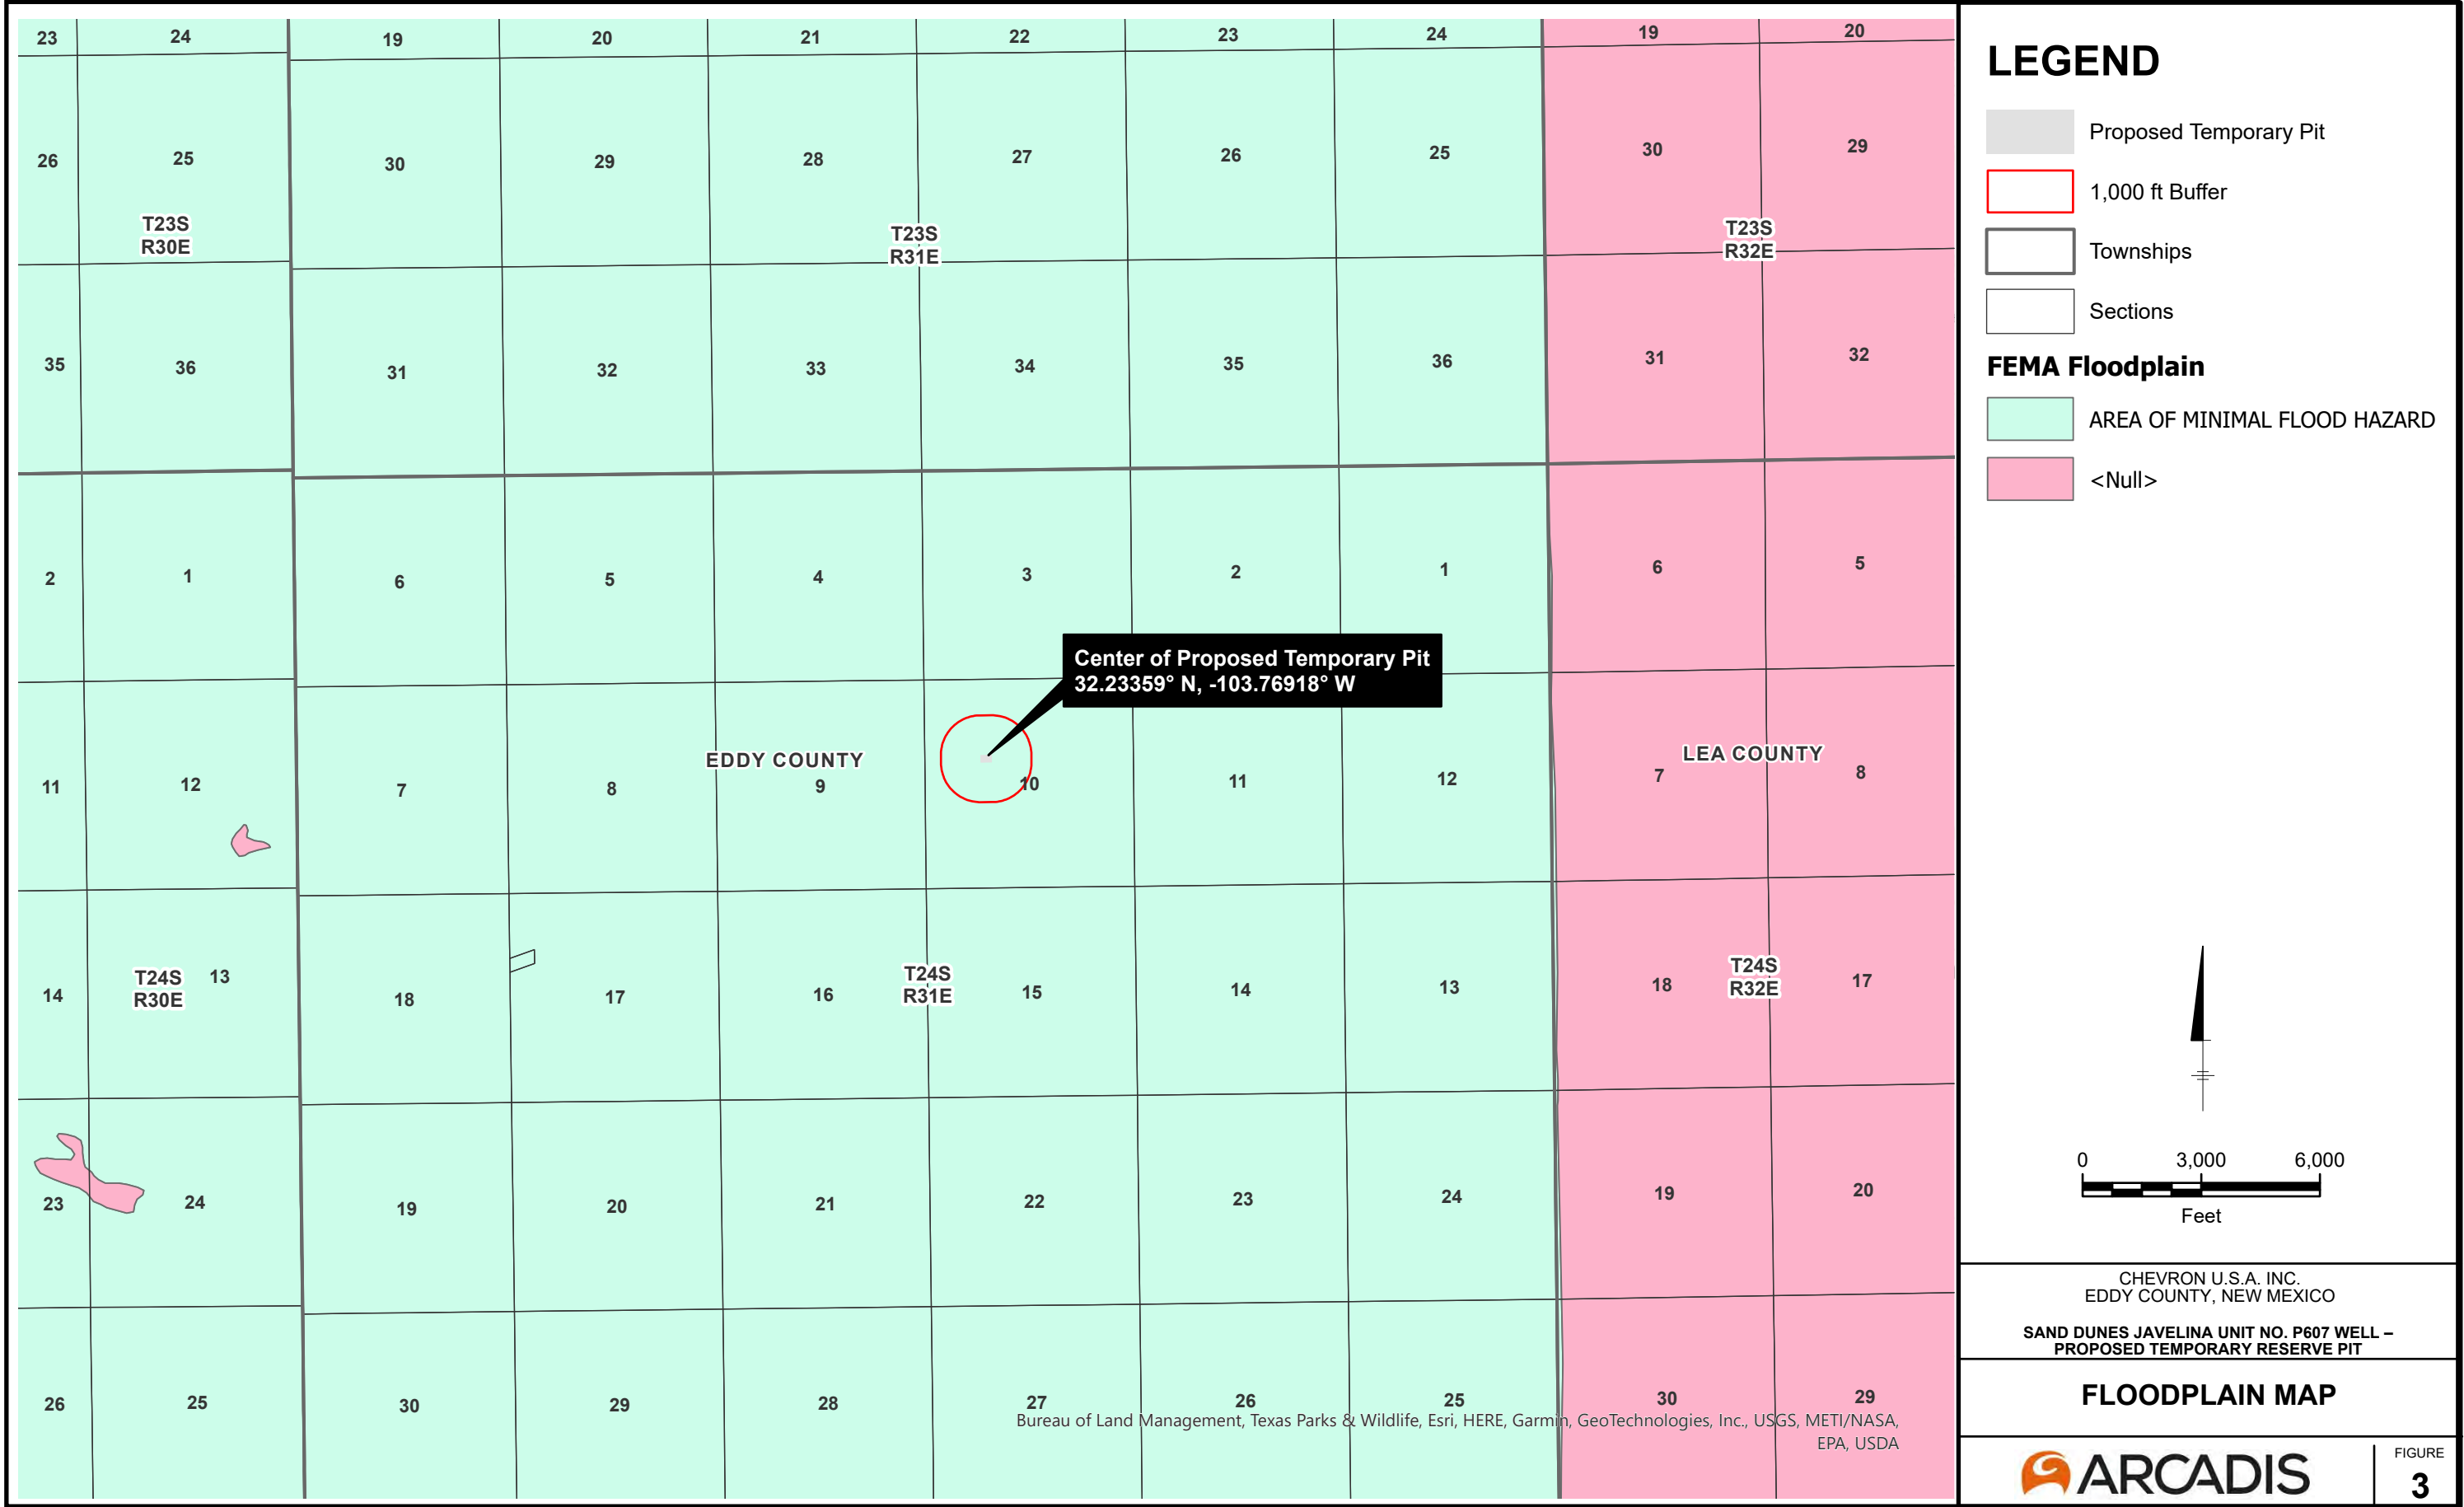 23 24 19 20 21 22 23 24 19 20
26 25 30 29 28 27 26 25 30 29
T23S
R30E
T23S
R31E
T23S
R32E
35 36 31 32 33 34 35 36 31 32
2 1 6 5 4 3 2 1 6 5
Center of Proposed Temporary Pit
32.23359° N, -103.76918° W
EDDY COUNTY
LEA COUNTY
11 12 7 8 9 10 11 12 7 8
T24S
R30E
T24S
R31E
T24S
R32E
14 13 18 17 16 15 14 13 18 17
23 24 19 20 21 22 23 24 19 20
26 25 30 29 28 27 26 25 30 29
Bureau of Land Management, Texas Parks & Wildlife, Esri, HERE, Garmin, GeoTechnologies, Inc., USGS, METI/NASA,
EPA, USDA
LEGEND
Proposed Temporary Pit
1,000 ft Buffer
Townships
Sections
FEMA Floodplain
AREA OF MINIMAL FLOOD HAZARD
<Null>
0 3,000 6,000
Feet
CHEVRON U.S.A. INC.
EDDY COUNTY, NEW MEXICO
SAND DUNES JAVELINA UNIT NO. P607 WELL –
PROPOSED TEMPORARY RESERVE PIT
FLOODPLAIN MAP
ARCADIS
FIGURE
3